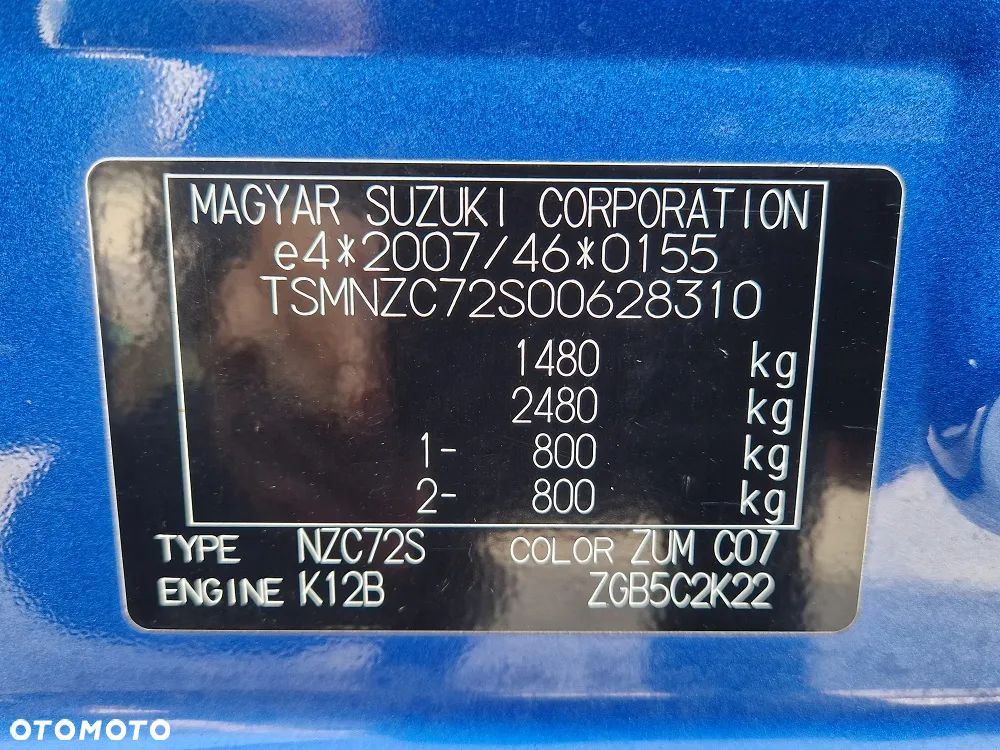 MAGYAR SUZUKI CORPORATION
e4*2007/46*0155
TSMNZC72S00628310
1480 kg
2480 kg
1- 800 kg
2- 800 kg
TYPE NZC72S COLOR ZUM C07
ENGINE K12B ZGB5C2K22
OTOMOTO